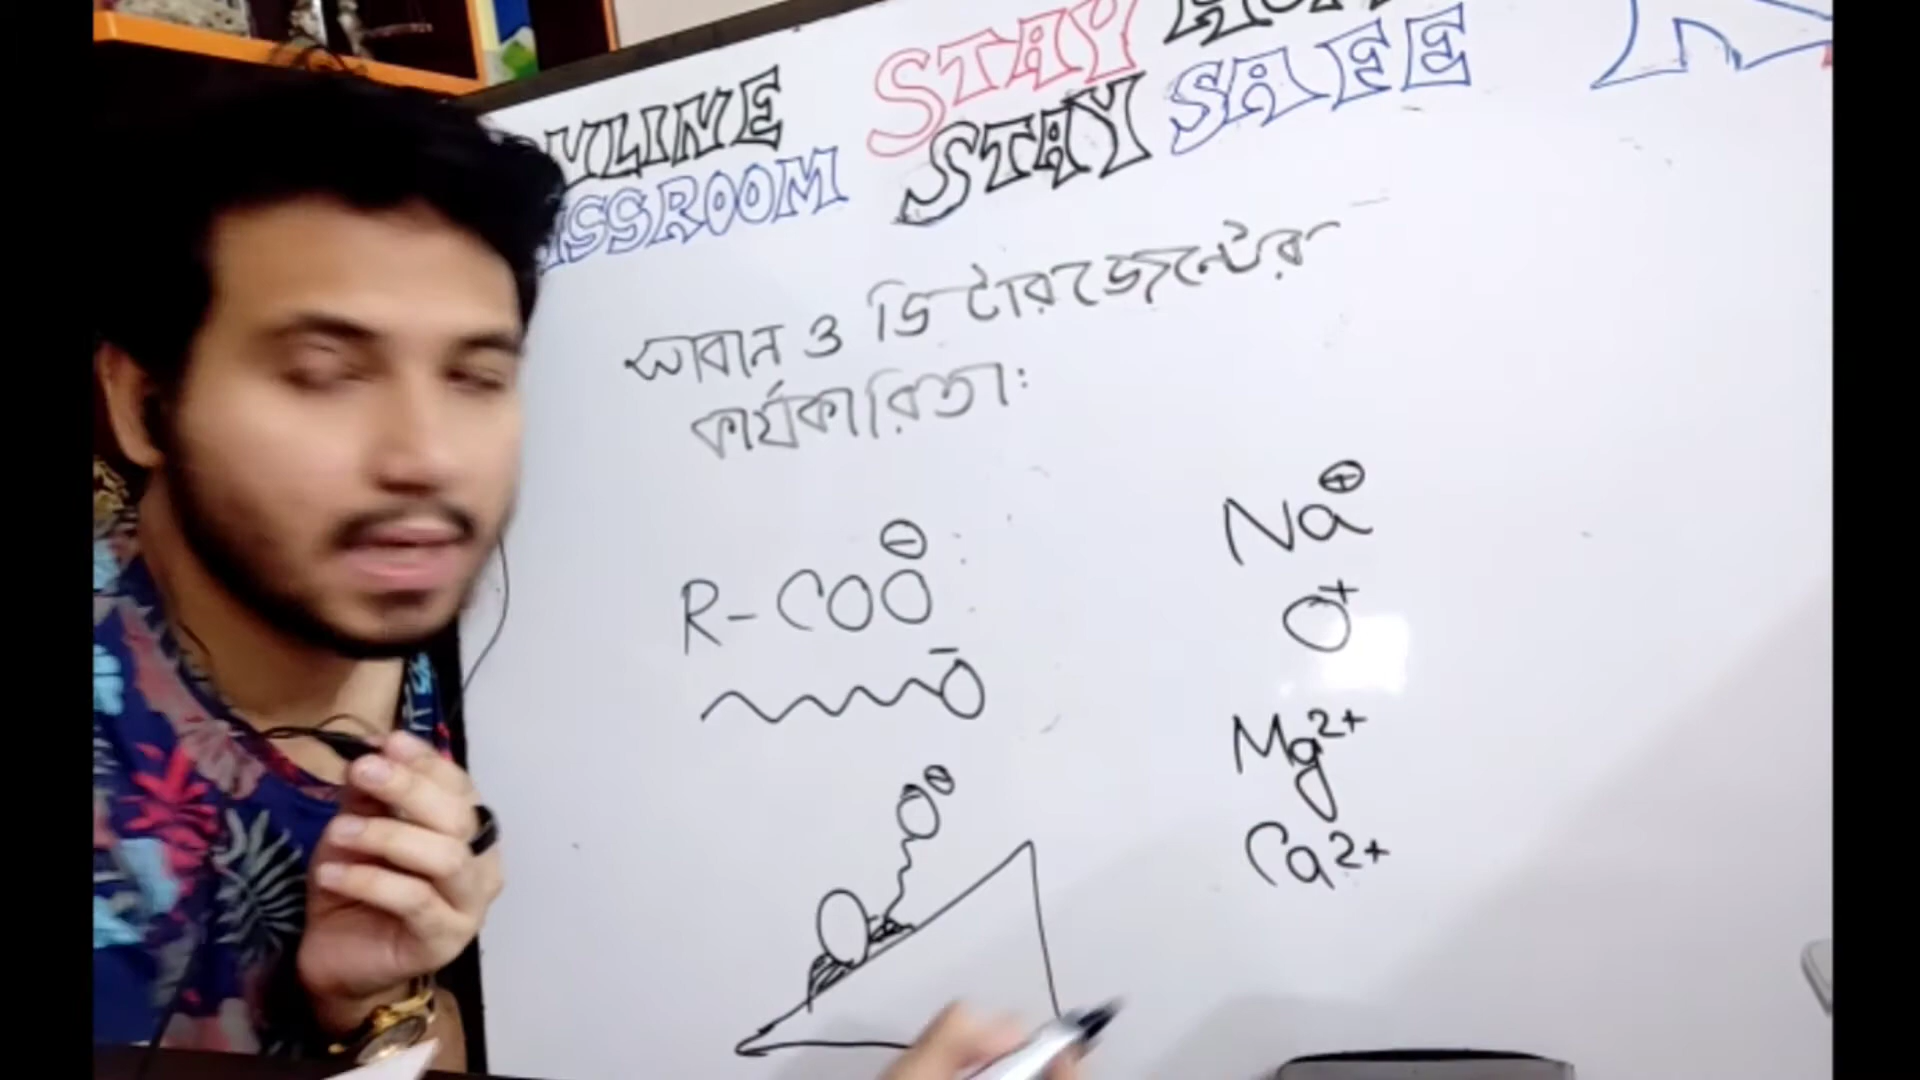 STAY
NLINE STAY SAFE
SSROOM
সাবান ও ডিটারজেন্টের
কার্যকারিতাঃ
R-COO⊖ Na⊕
O⁺
Mg²⁺
Ca²⁺